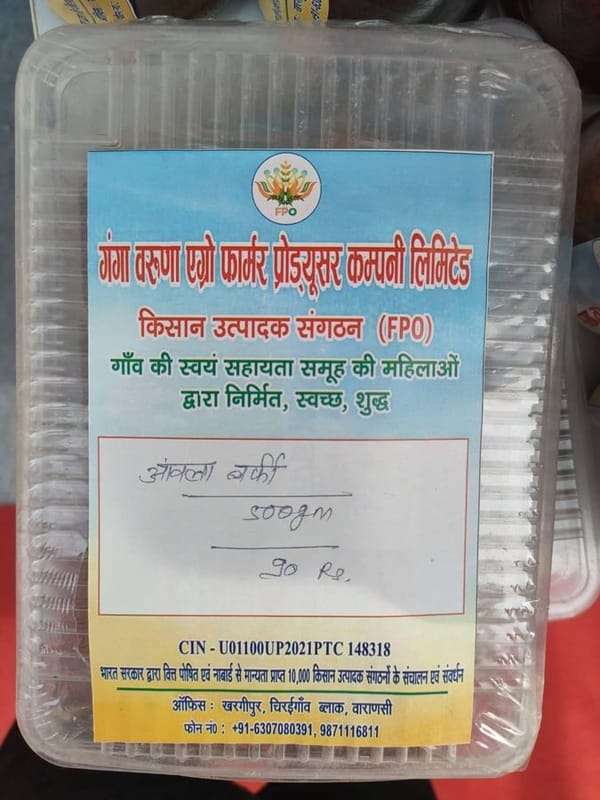 FPO
गंगा वरुणा एग्रो फार्मर प्रोड्यूसर कम्पनी लिमिटेड
किसान उत्पादक संगठन (FPO)
गाँव की स्वयं सहायता समूह की महिलाओं
द्वारा निर्मित, स्वच्छ, शुद्ध
आंवला बर्फी
500gm
90 Rs.
CIN - U01100UP2021PTC 148318
भारत सरकार द्वारा वित्त पोषित एवं नाबार्ड से मान्यता प्राप्त 10,000 किसान उत्पादक संगठनों के संचालन एवं संवर्धन
ऑफिस : खरगीपुर, चिरईगाँव ब्लाक, वाराणसी
फोन नं0 : +91-6307080391, 9871116811